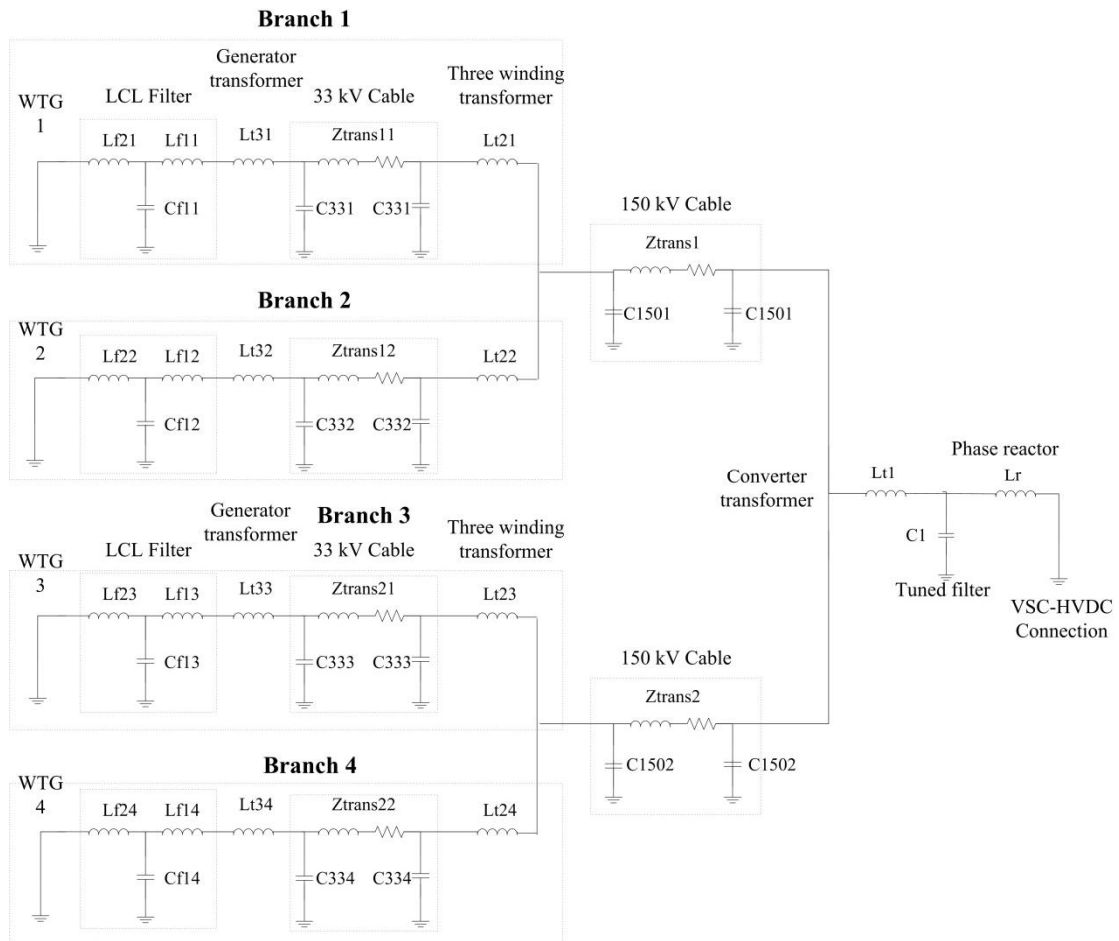 Branch 1
WTG
1
LCL Filter
Generator
transformer
33 kV Cable
Three winding
transformer
Lf21
Lf11
Lt31
Ztrans11
Lt21
Cf11
C331
C331
150 kV Cable
Ztrans1
C1501
C1501
Branch 2
WTG
2
Lf22
Lf12
Lt32
Ztrans12
Lt22
Cf12
C332
C332
Converter
transformer
Lt1
Phase reactor
Lr
C1
Tuned filter
VSC-HVDC
Connection
Branch 3
WTG
3
LCL Filter
Generator
transformer
33 kV Cable
Three winding
transformer
Lf23
Lf13
Lt33
Ztrans21
Lt23
Cf13
C333
C333
150 kV Cable
Ztrans2
C1502
C1502
Branch 4
WTG
4
Lf24
Lf14
Lt34
Ztrans22
Lt24
Cf14
C334
C334